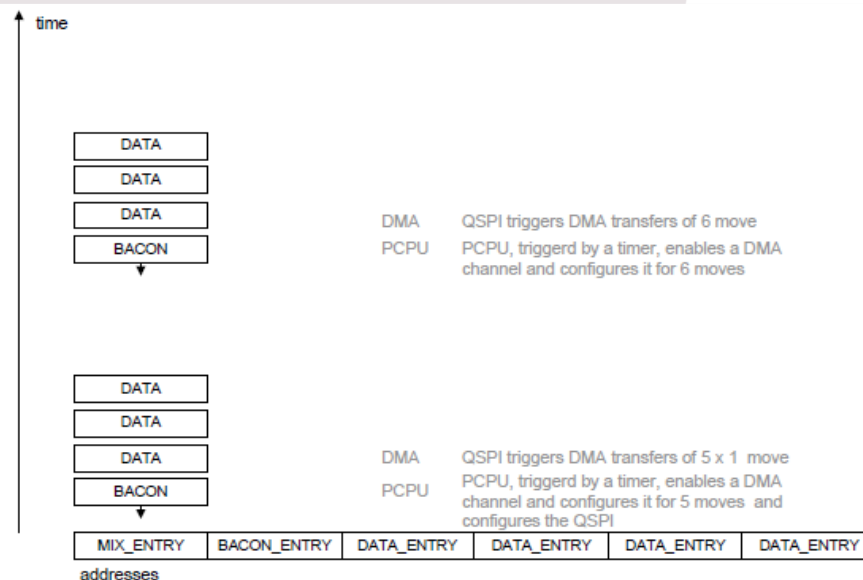 time
DATA
DATA
DATA
BACON
DMA QSPI triggers DMA transfers of 6 move
PCPU PCPU, triggerd by a timer, enables a DMA
channel and configures it for 6 moves
DATA
DATA
DATA
BACON
DMA QSPI triggers DMA transfers of 5 x 1 move
PCPU PCPU, triggerd by a timer, enables a DMA
channel and configures it for 5 moves and
configures the QSPI
MIX_ENTRY BACON_ENTRY DATA_ENTRY DATA_ENTRY DATA_ENTRY DATA_ENTRY
addresses